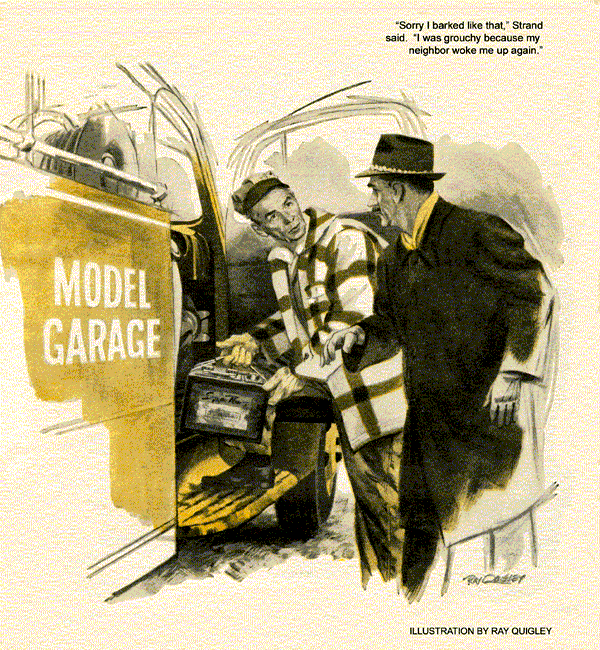 “Sorry I barked like that,” Strand
said.  “I was grouchy because my
neighbor woke me up again.”
MODEL
GARAGE
RAY QUIGLEY
ILLUSTRATION BY RAY QUIGLEY